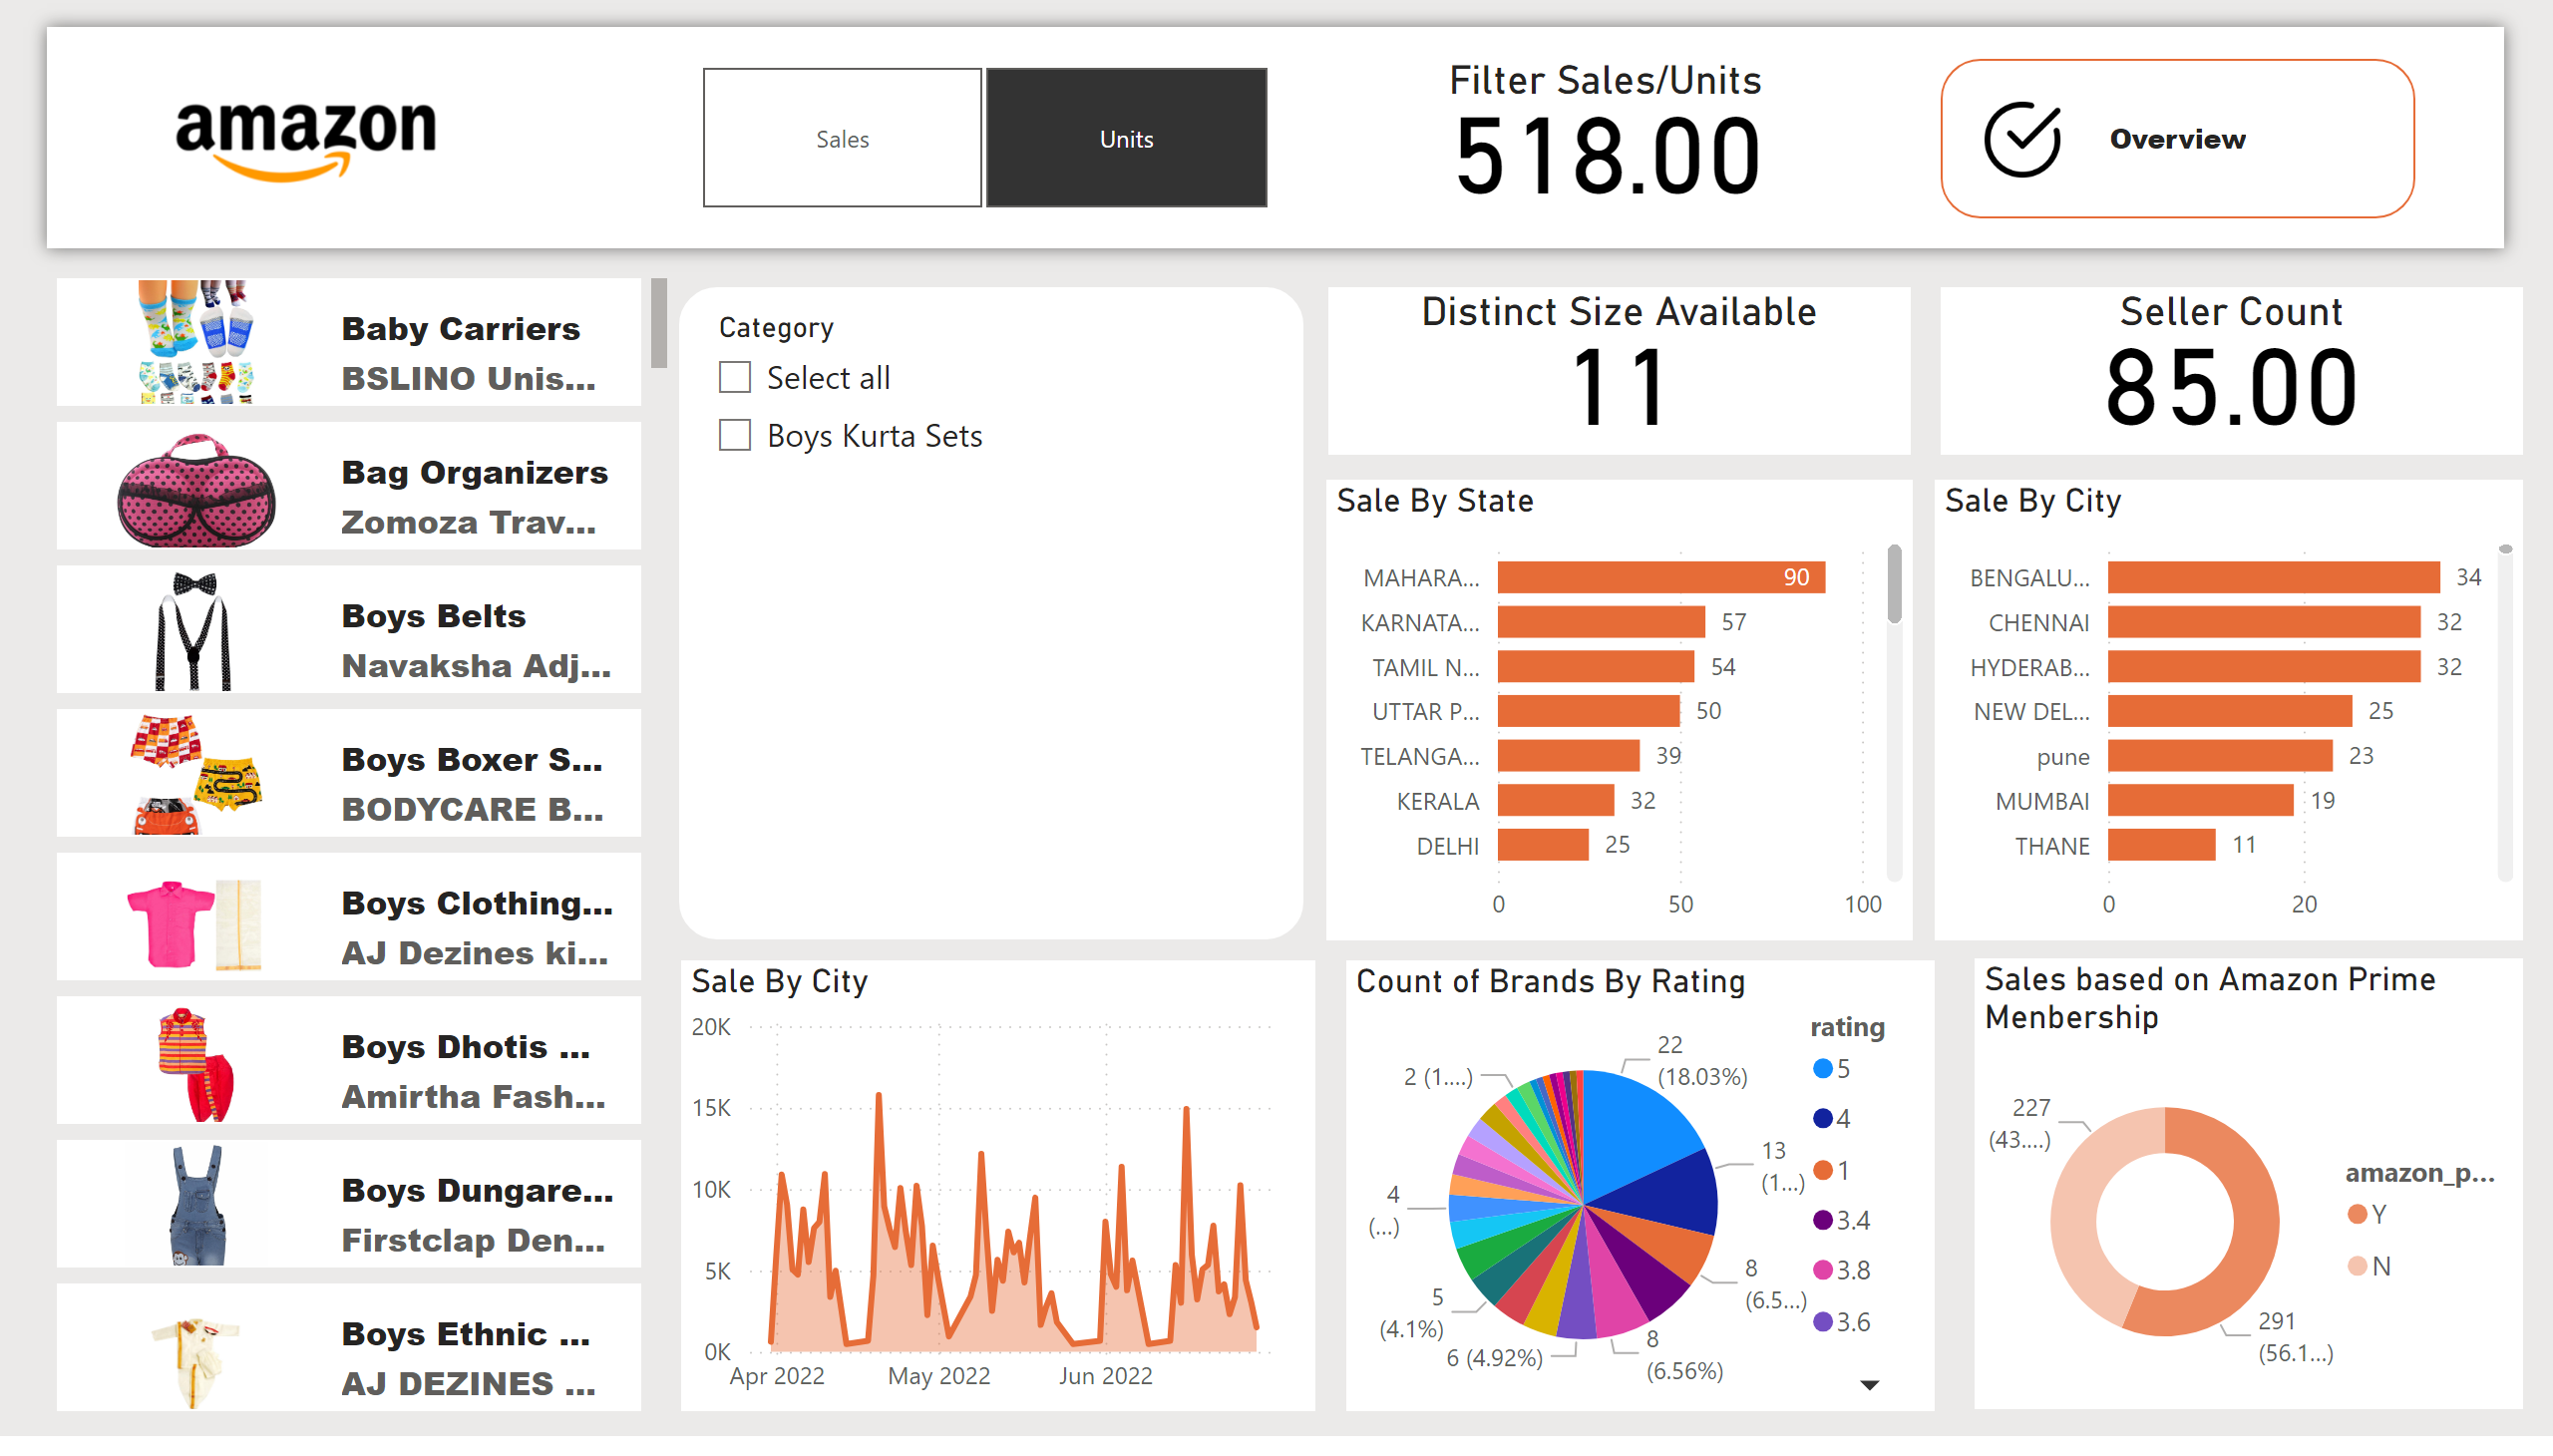 amazon
Sales
Units
Filter Sales/Units
518.00
Overview
Baby Carriers
BSLINO Unis...
Bag Organizers
Zomoza Trav...
Boys Belts
Navaksha Adj...
Boys Boxer S...
BODYCARE B...
Boys Clothing...
AJ Dezines ki...
Boys Dhotis ...
Amirtha Fash...
Boys Dungare...
Firstclap Den...
Boys Ethnic ...
AJ DEZINES ...
Category
Select all
Boys Kurta Sets
Distinct Size Available
11
Seller Count
85.00
Sale By State
MAHARA... 90
KARNATA... 57
TAMIL N... 54
UTTAR P... 50
TELANGA... 39
KERALA 32
DELHI 25
0 50 100
Sale By City
BENGALU... 34
CHENNAI 32
HYDERAB... 32
NEW DEL... 25
pune 23
MUMBAI 19
THANE 11
0 20
Sale By City
20K
15K
10K
5K
0K
Apr 2022 May 2022 Jun 2022
Count of Brands By Rating
22
(18.03%)
13
(1...)
8
(6.5...)
8
(6.56%)
6 (4.92%)
5
(4.1%)
4
(...)
2 (1....)
rating
5
4
1
3.4
3.8
3.6
Sales based on Amazon Prime
Menbership
227
(43....)
291
(56.1...)
amazon_p...
Y
N